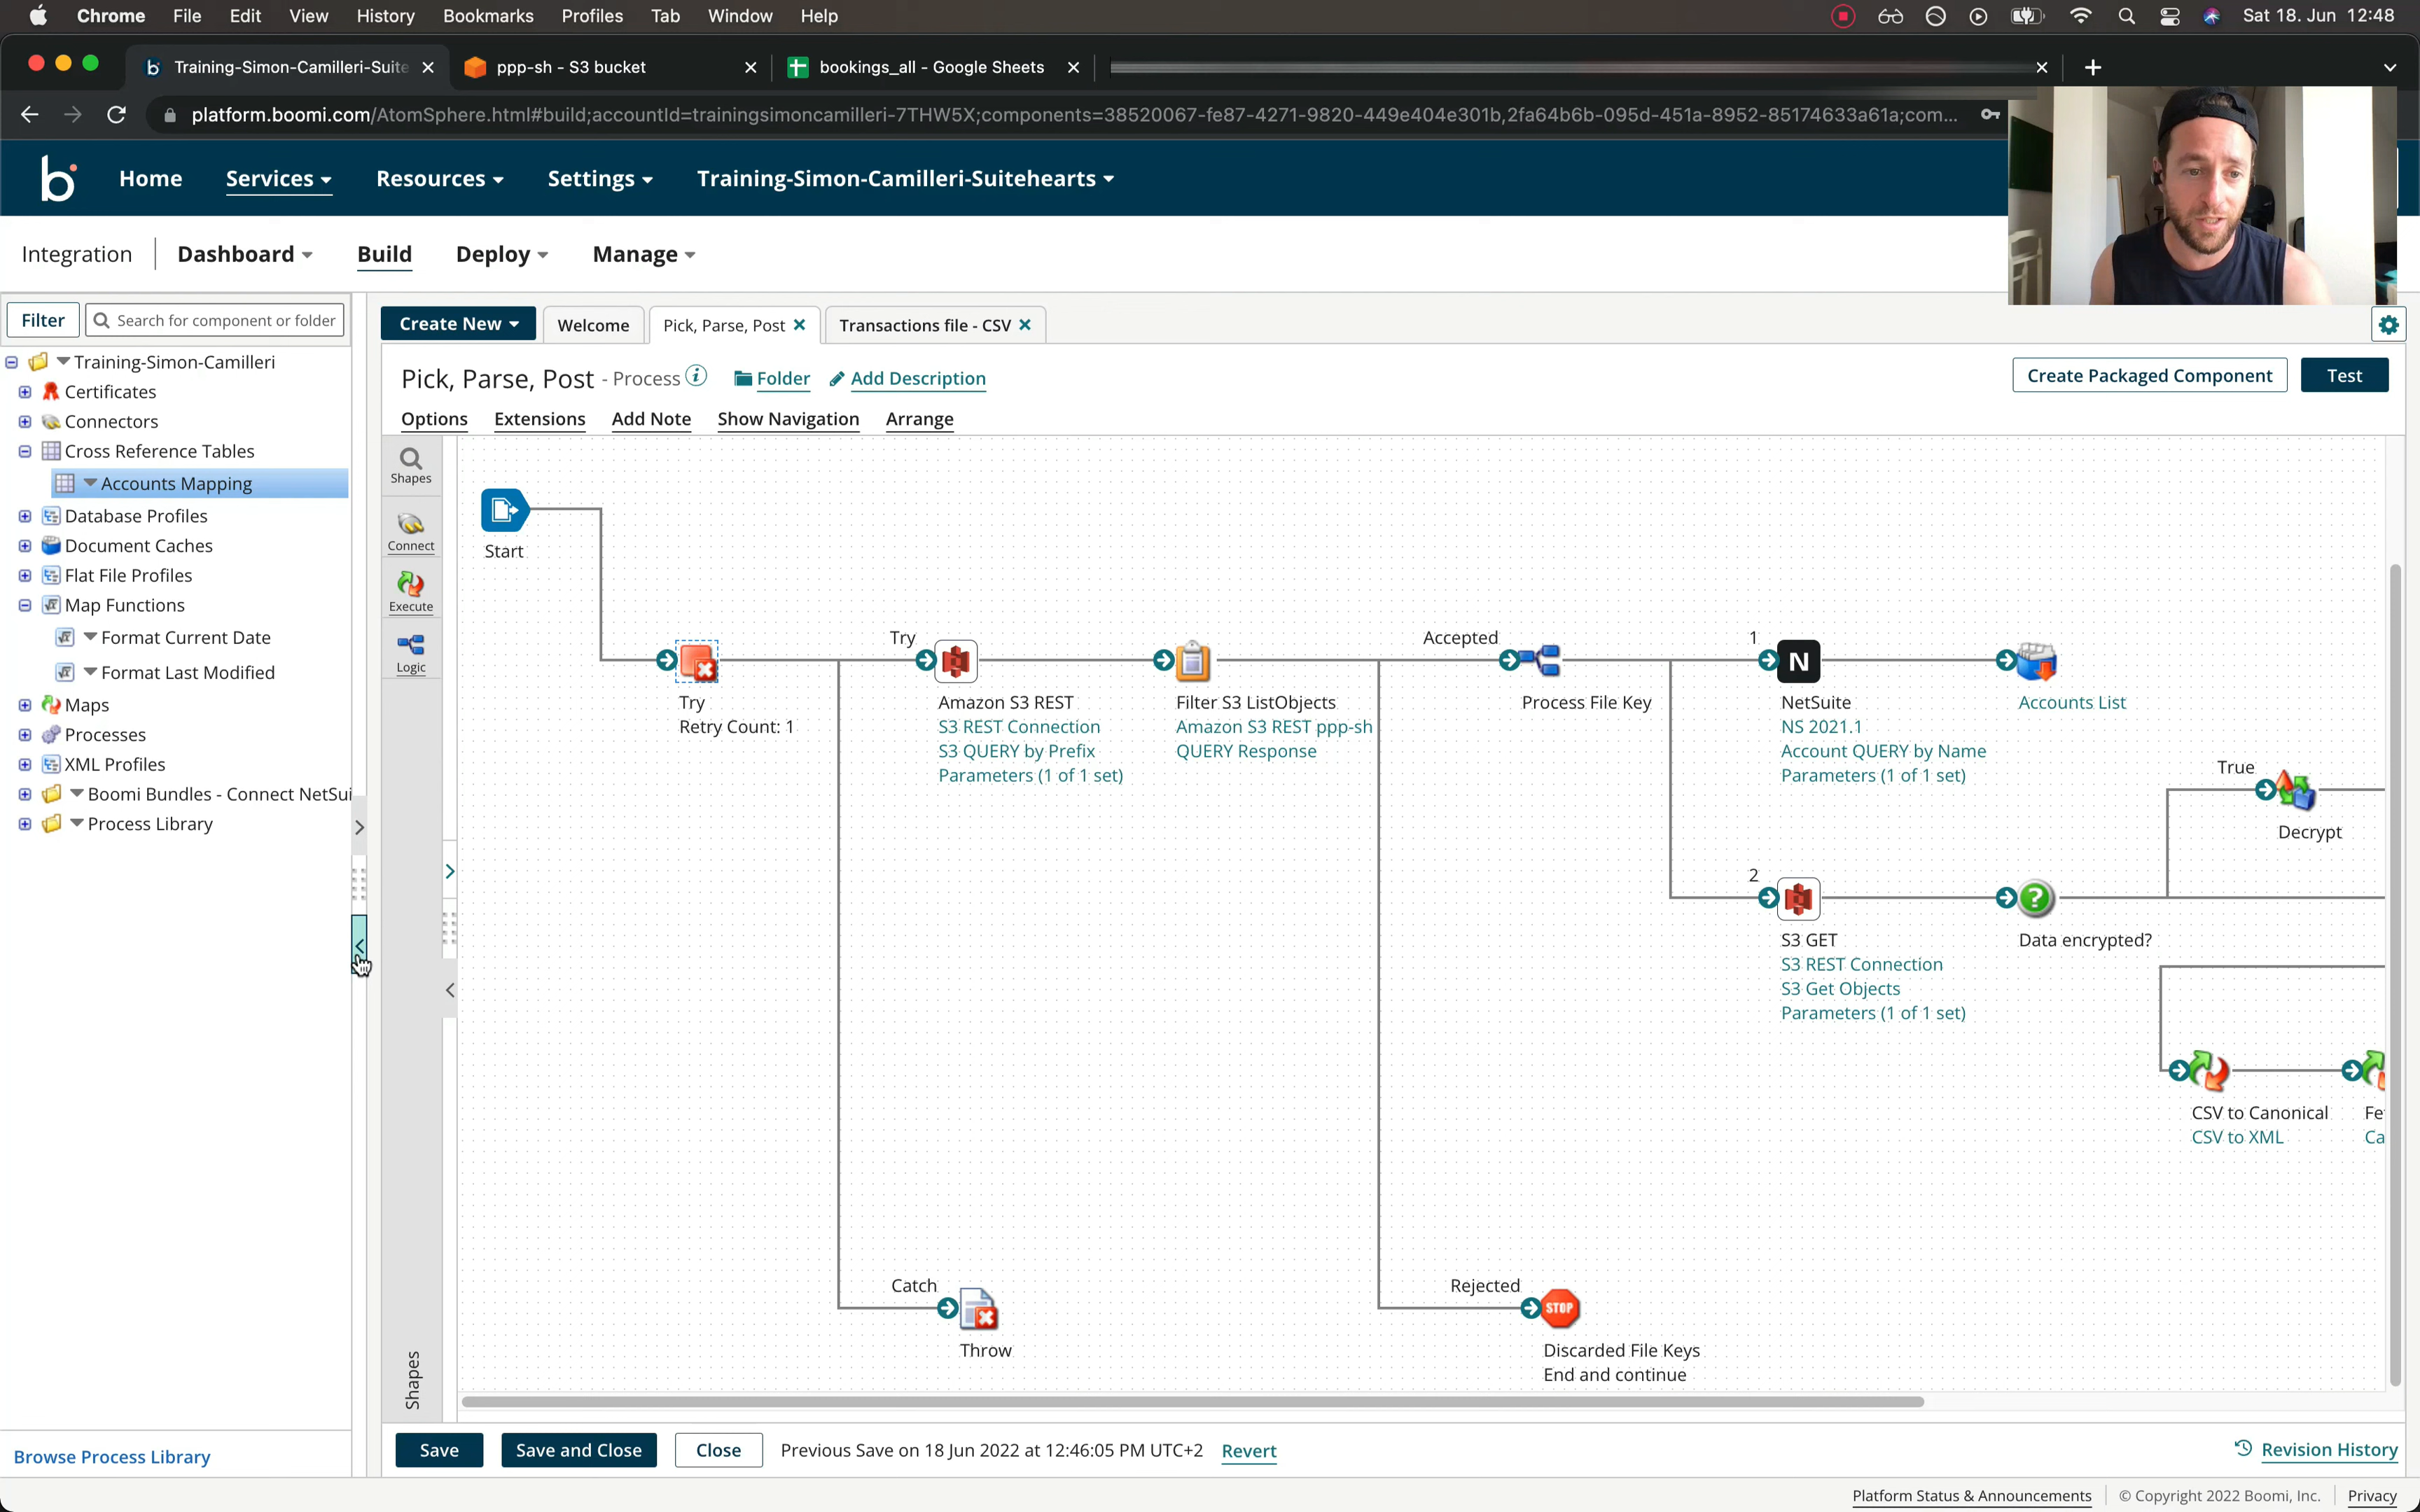 Chrome File Edit View History Bookmarks Profiles Tab Window Help Sat 18. Jun 12:48
Training-Simon-Camilleri-Suite ppp-sh - S3 bucket bookings_all - Google Sheets
platform.boomi.com/AtomSphere.html#build;accountId=trainingsimoncamilleri-7THW5X;components=38520067-fe87-4271-9820-449e404e301b,2fa64b6b-095d-451a-8952-85174633a61a;com...
b Home Services Resources Settings Training-Simon-Camilleri-Suitehearts
Integration Dashboard Build Deploy Manage
Filter Search for component or folder
Training-Simon-Camilleri
Certificates
Connectors
Cross Reference Tables
Accounts Mapping
Database Profiles
Document Caches
Flat File Profiles
Map Functions
Format Current Date
Format Last Modified
Maps
Processes
XML Profiles
Boomi Bundles - Connect NetSui
Process Library
Browse Process Library
Create New Welcome Pick, Parse, Post Transactions file - CSV
Pick, Parse, Post - Process Folder Add Description Create Packaged Component Test
Options Extensions Add Note Show Navigation Arrange
Shapes
Connect
Execute
Logic
Shapes
Start
Try
Retry Count: 1
Try
Amazon S3 REST
S3 REST Connection
S3 QUERY by Prefix
Parameters (1 of 1 set)
Filter S3 ListObjects
Amazon S3 REST ppp-sh
QUERY Response
Accepted
Process File Key
1
N
NetSuite
NS 2021.1
Account QUERY by Name
Parameters (1 of 1 set)
Accounts List
True
Decrypt
2
S3 GET
S3 REST Connection
S3 Get Objects
Parameters (1 of 1 set)
Data encrypted?
CSV to Canonical
CSV to XML
Fe
Ca
Catch
Throw
Rejected
STOP
Discarded File Keys
End and continue
Save Save and Close Close Previous Save on 18 Jun 2022 at 12:46:05 PM UTC+2 Revert Revision History
Platform Status & Announcements © Copyright 2022 Boomi, Inc. Privacy